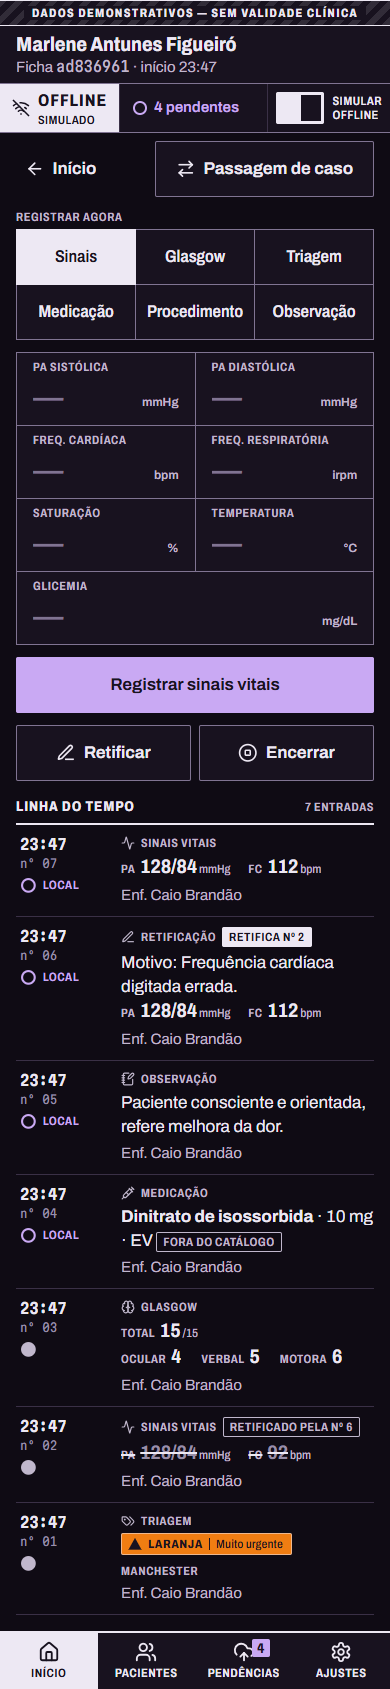 DADOS DEMONSTRATIVOS — SEM VALIDADE CLÍNICA
Marlene Antunes Figueiró
Ficha ad836961 · início 23:47
OFFLINE
SIMULADO
4 pendentes
SIMULAR
OFFLINE
Início
Passagem de caso
REGISTRAR AGORA
Sinais
Glasgow
Triagem
Medicação
Procedimento
Observação
PA SISTÓLICA
— mmHg
PA DIASTÓLICA
— mmHg
FREQ. CARDÍACA
— bpm
FREQ. RESPIRATÓRIA
— irpm
SATURAÇÃO
— %
TEMPERATURA
— °C
GLICEMIA
— mg/dL
Registrar sinais vitais
Retificar
Encerrar
LINHA DO TEMPO
7 ENTRADAS
23:47
n° 07
LOCAL
SINAIS VITAIS
PA 128/84 mmHg FC 112 bpm
Enf. Caio Brandão
23:47
n° 06
LOCAL
RETIFICAÇÃO RETIFICA Nº 2
Motivo: Frequência cardíaca
digitada errada.
PA 128/84 mmHg FC 112 bpm
Enf. Caio Brandão
23:47
n° 05
LOCAL
OBSERVAÇÃO
Paciente consciente e orientada,
refere melhora da dor.
Enf. Caio Brandão
23:47
n° 04
LOCAL
MEDICAÇÃO
Dinitrato de isossorbida · 10 mg
· EV FORA DO CATÁLOGO
Enf. Caio Brandão
23:47
n° 03
GLASGOW
TOTAL 15 /15
OCULAR 4 VERBAL 5 MOTORA 6
Enf. Caio Brandão
23:47
n° 02
SINAIS VITAIS RETIFICADO PELA Nº 6
PA 128/84 mmHg FC 92 bpm
Enf. Caio Brandão
23:47
n° 01
TRIAGEM
LARANJA | Muito urgente
MANCHESTER
Enf. Caio Brandão
INÍCIO
PACIENTES
4
PENDÊNCIAS
AJUSTES